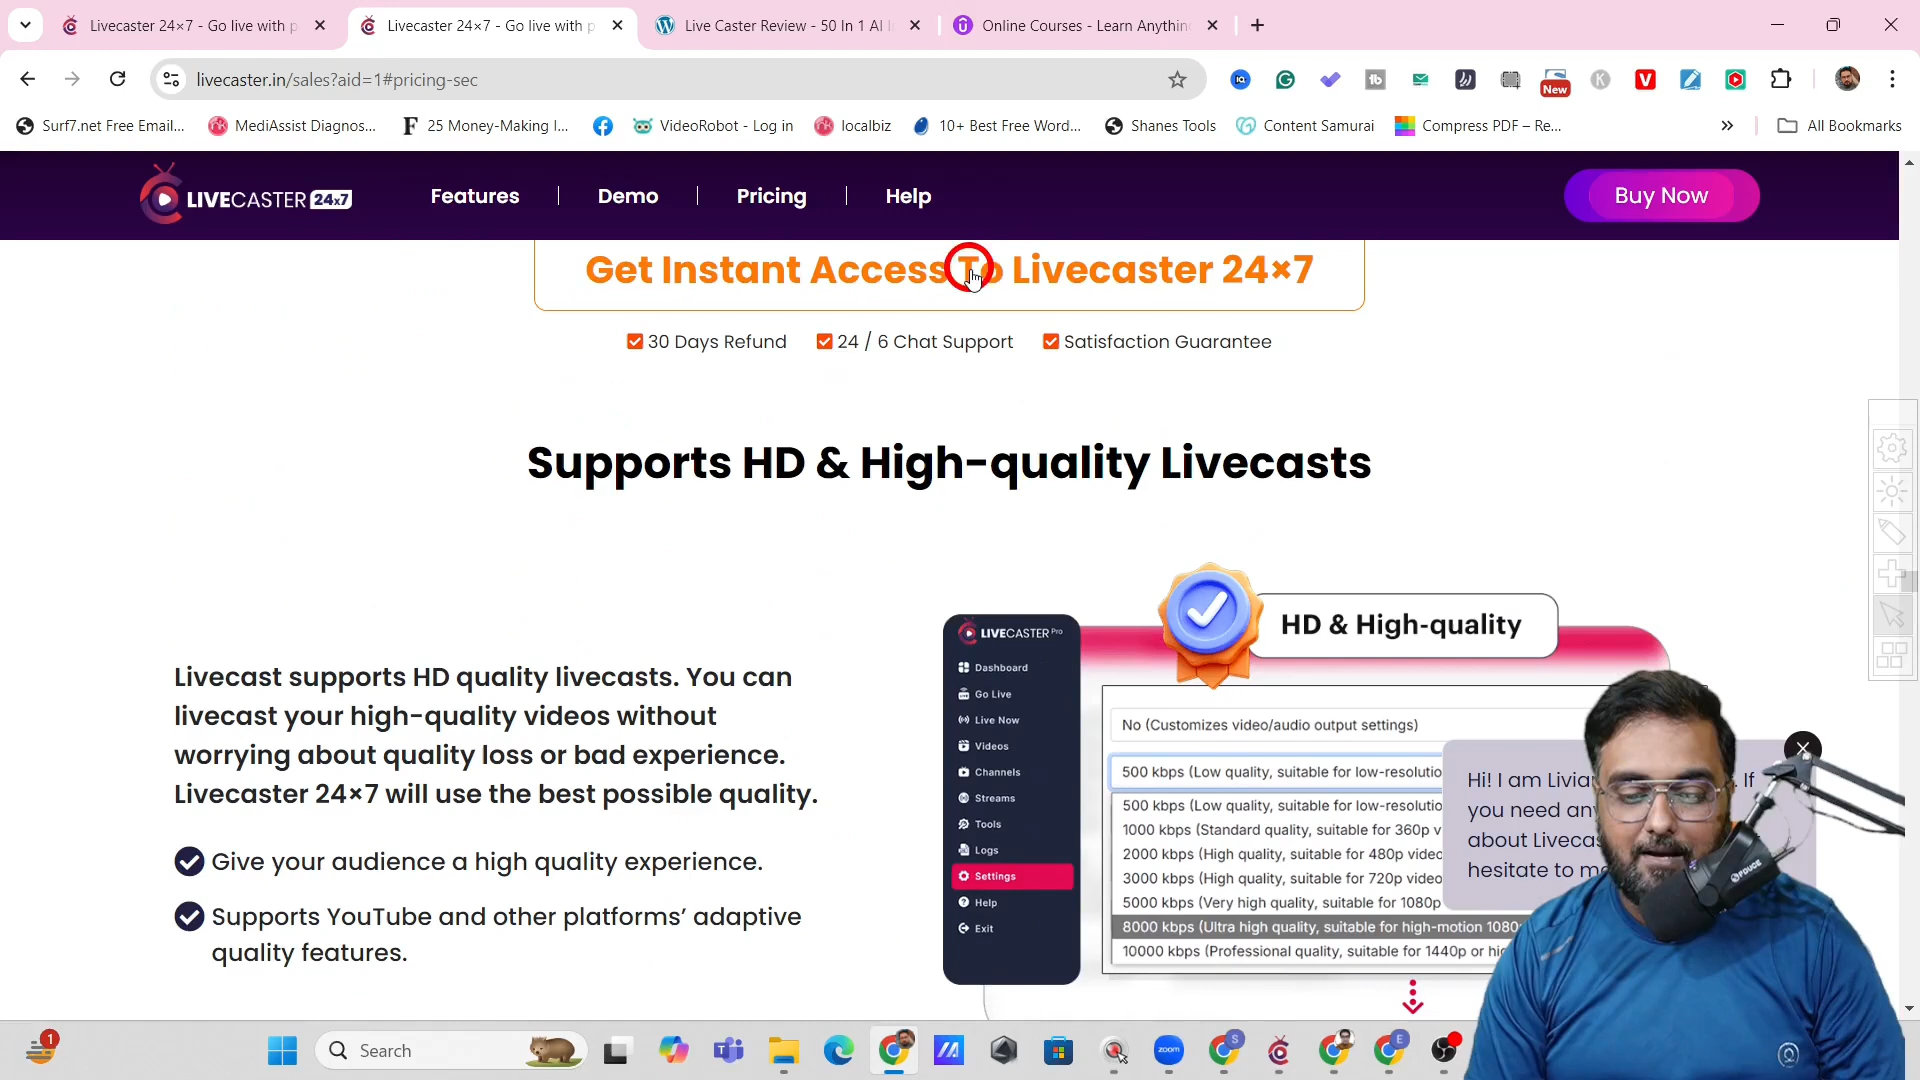 Livecaster 24×7 - Go live with p
Livecaster 24×7 - Go live with p
Live Caster Review - 50 In 1 AI I
Online Courses - Learn Anythin
livecaster.in/sales?aid=1#pricing-sec
New
Surf7.net Free Email...
MediAssist Diagnos...
25 Money-Making I...
VideoRobot - Log in
localbiz
10+ Best Free Word...
Shanes Tools
Content Samurai
Compress PDF – Re...
All Bookmarks
LIVECASTER 24x7
Features
Demo
Pricing
Help
Buy Now
Get Instant Access To Livecaster 24×7
30 Days Refund
24 / 6 Chat Support
Satisfaction Guarantee
Supports HD & High-quality Livecasts
Livecast supports HD quality livecasts. You can
livecast your high-quality videos without
worrying about quality loss or bad experience.
Livecaster 24×7 will use the best possible quality.
Give your audience a high quality experience.
Supports YouTube and other platforms’ adaptive
quality features.
LIVECASTER Pro
Dashboard
Go Live
Live Now
Videos
Channels
Streams
Tools
Logs
Settings
Help
Exit
HD & High-quality
No (Customizes video/audio output settings)
500 kbps (Low quality, suitable for low-resolutio
500 kbps (Low quality, suitable for low-resolutio
1000 kbps (Standard quality, suitable for 360p v
2000 kbps (High quality, suitable for 480p video
3000 kbps (High quality, suitable for 720p video
5000 kbps (Very high quality, suitable for 1080p
8000 kbps (Ultra high quality, suitable for high-motion 1080p
10000 kbps (Professional quality, suitable for 1440p or hig
Hi! I am Livia If
you need any
about Liveca
hesitate to me
FDUCE
1
Search
zoom
S
E